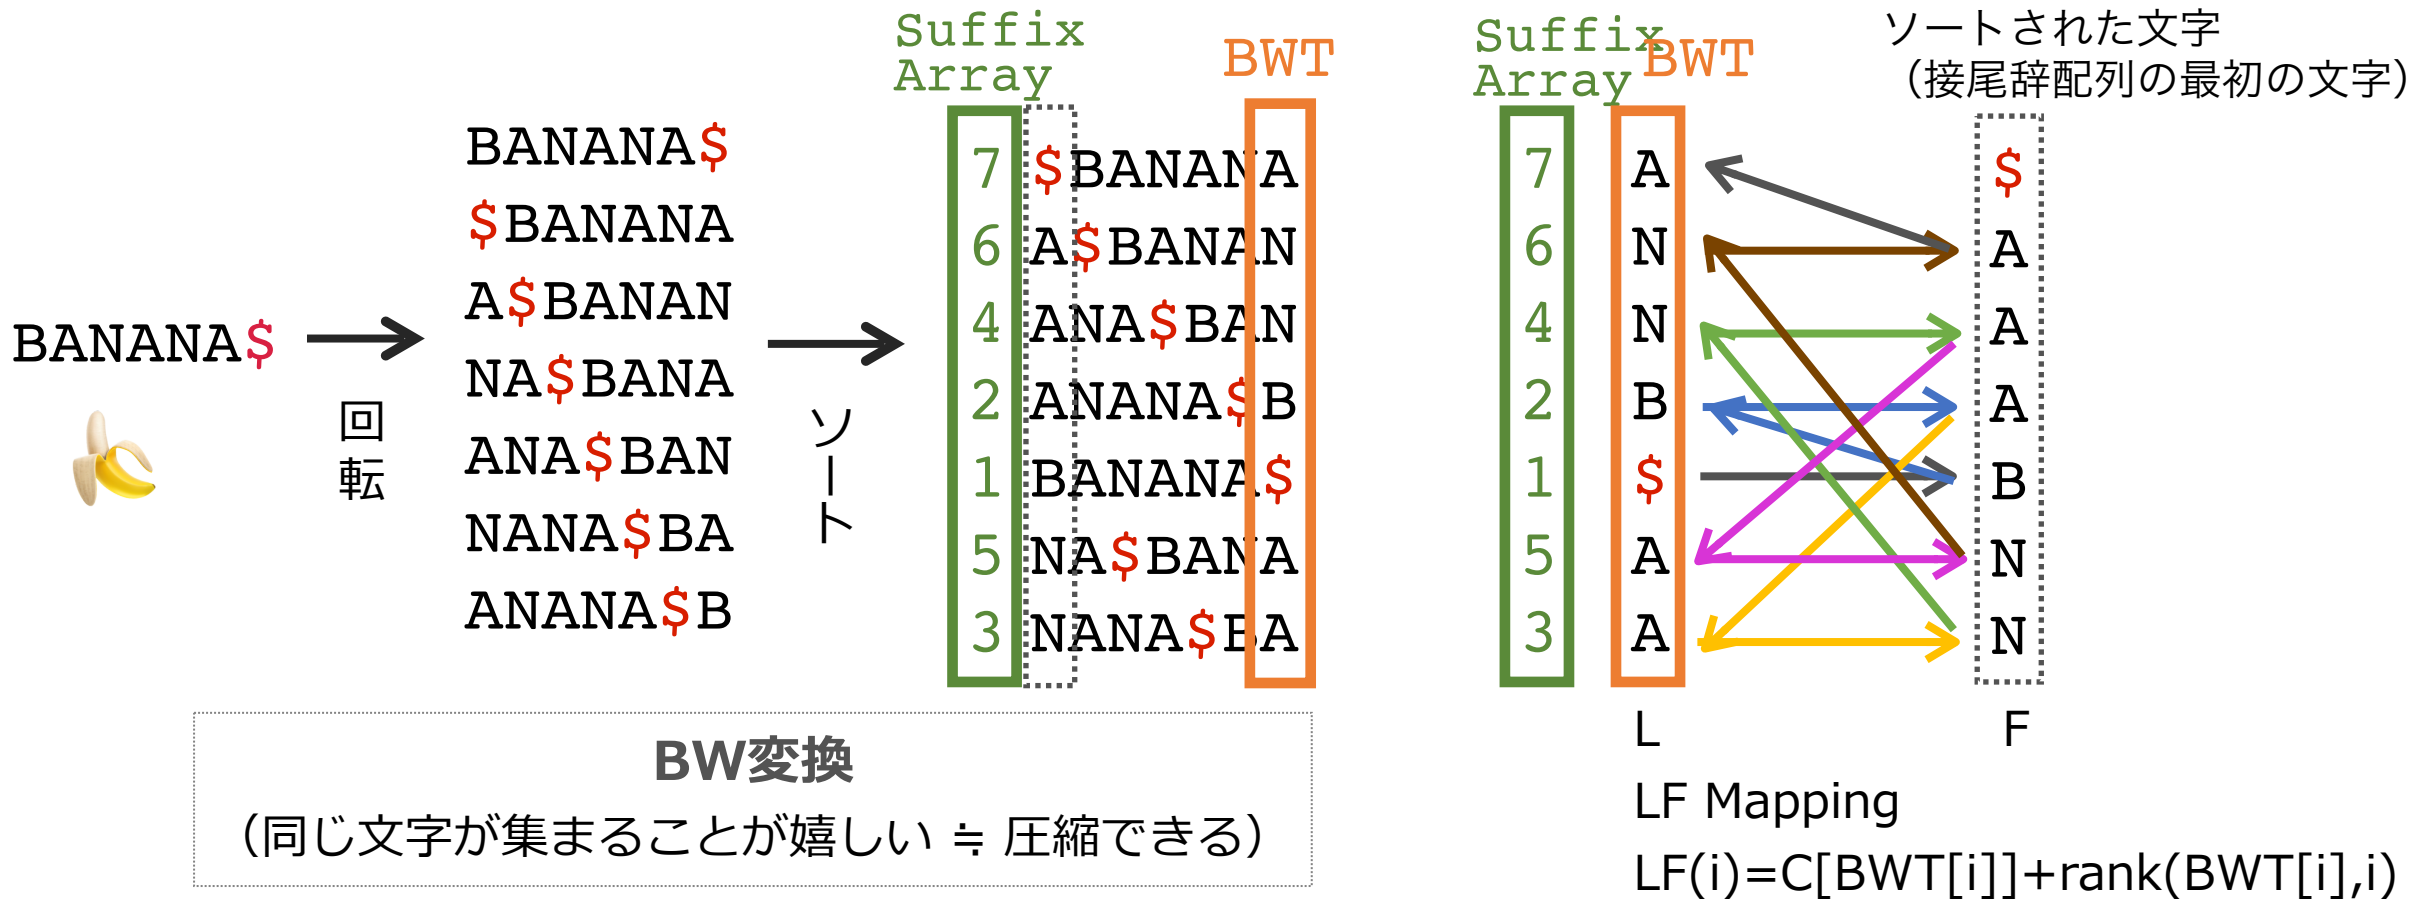 BANANA$
回転
BANANA$
$BANANA
A$BANAN
NA$BANA
ANA$BAN
NANA$BA
ANANA$B
ソート
Suffix
Array
BWT
7 $BANANA
6 A$BANAN
4 ANA$BAN
2 ANANA$B
1 BANANA$
5 NA$BANA
3 NANA$BA
BW変換
（同じ文字が集まることが嬉しい ≒ 圧縮できる）
Suffix
Array
BWT
ソートされた文字
（接尾辞配列の最初の文字）
7 A $
6 N A
4 N A
2 B A
1 $ B
5 A N
3 A N
L F
LF Mapping
LF(i)=C[BWT[i]]+rank(BWT[i],i)